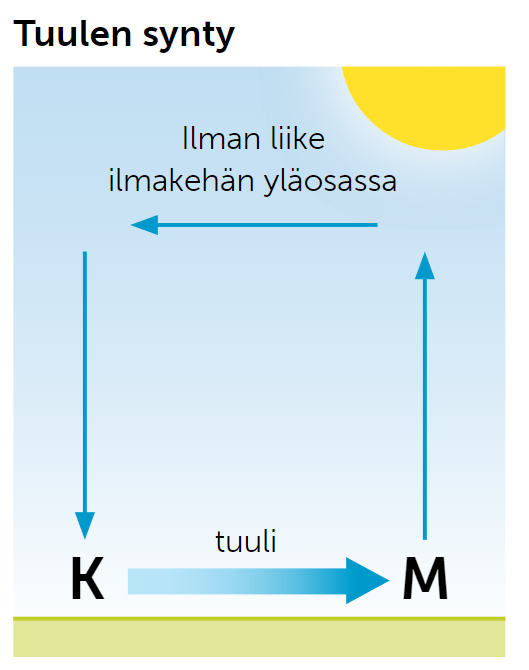 Tuulen synty
Ilman liike
ilmakehän yläosassa
tuuli
K
M